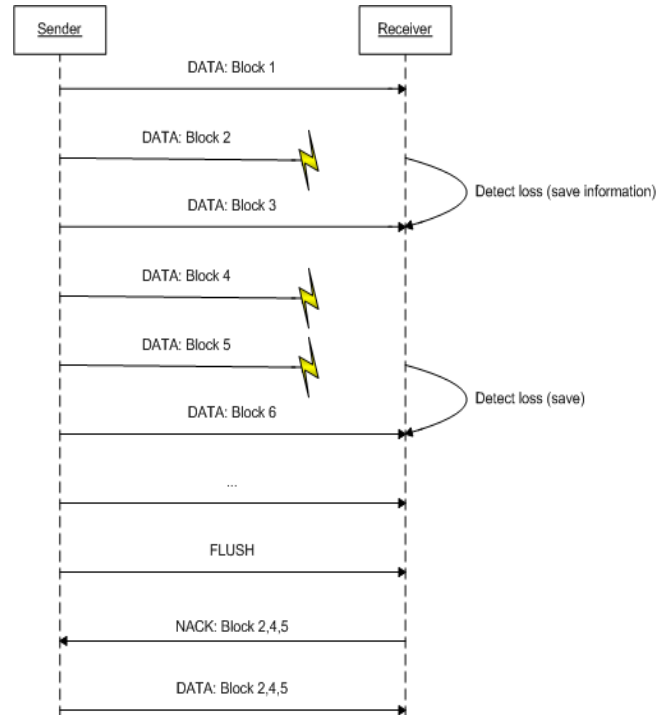 Sender
Receiver
DATA: Block 1
DATA: Block 2
Detect loss (save information)
DATA: Block 3
DATA: Block 4
DATA: Block 5
Detect loss (save)
DATA: Block 6
...
FLUSH
NACK: Block 2,4,5
DATA: Block 2,4,5